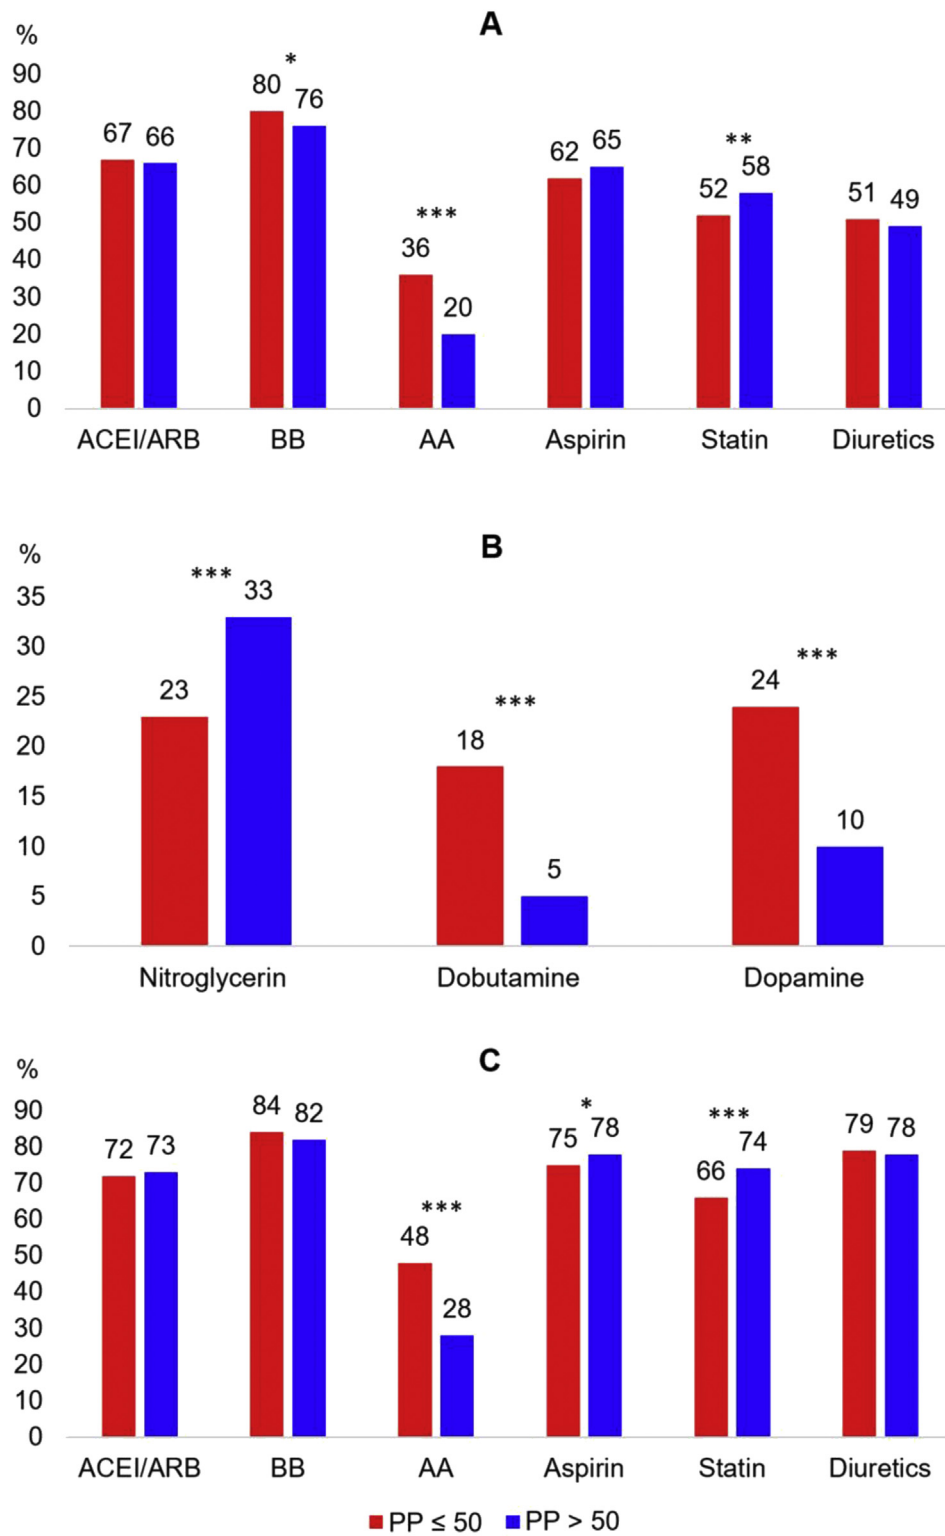 A
%
90
80
70
60
50
40
30
20
10
0
67 66
80 * 76
36 *** 20
62 65
52 ** 58
51 49
ACEI/ARB BB AA Aspirin Statin Diuretics
B
%
35
30
25
20
15
10
5
0
23 *** 33
18 *** 5
24 *** 10
Nitroglycerin Dobutamine Dopamine
C
%
90
80
70
60
50
40
30
20
10
0
72 73
84 82
48 *** 28
75 * 78
66 *** 74
79 78
ACEI/ARB BB AA Aspirin Statin Diuretics
PP ≤ 50 PP > 50